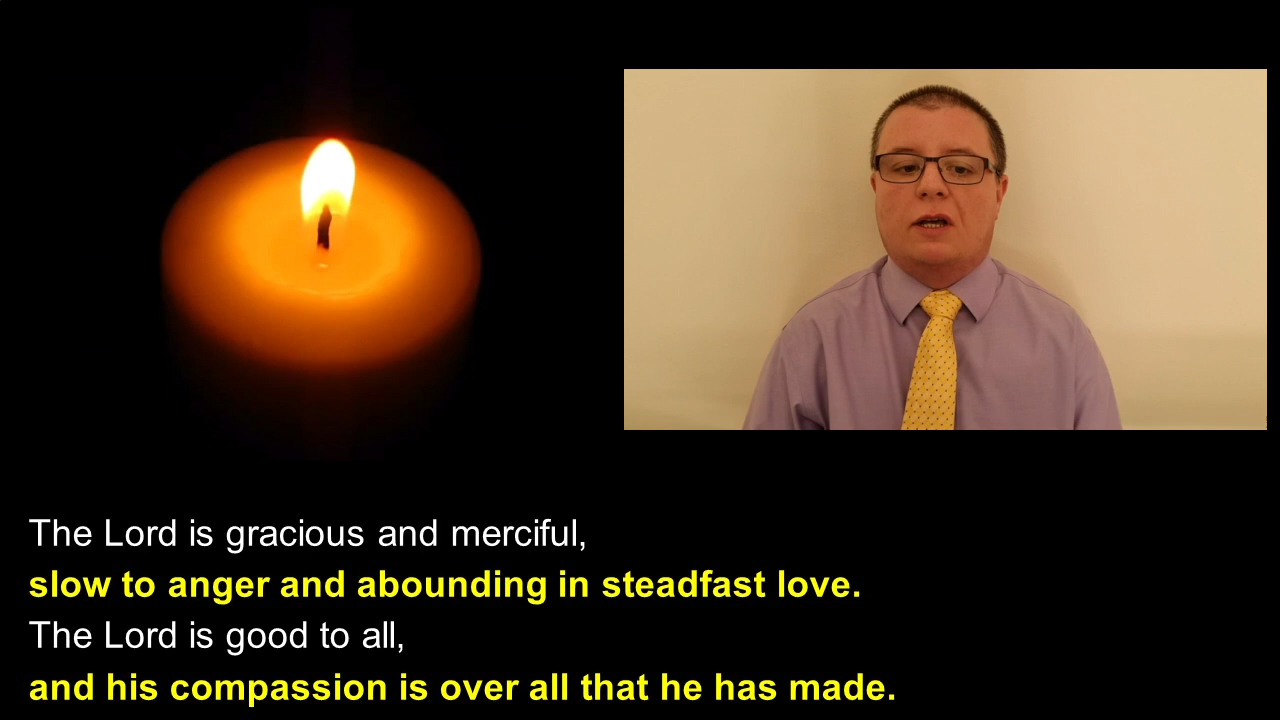 The Lord is gracious and merciful,
slow to anger and abounding in steadfast love.
The Lord is good to all,
and his compassion is over all that he has made.